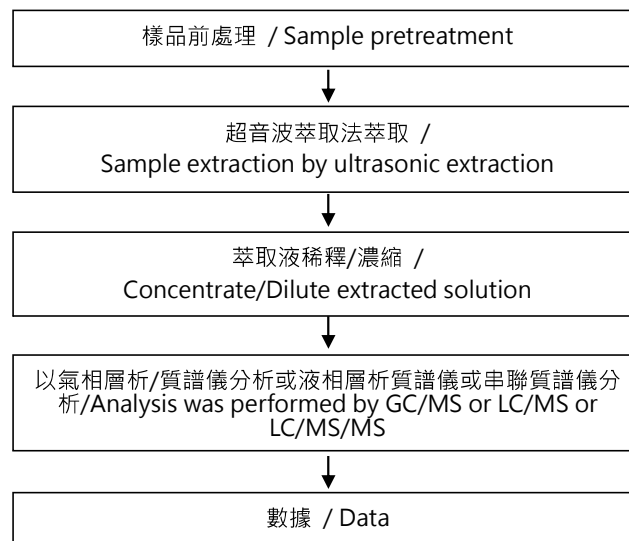 樣品前處理 / Sample pretreatment
超音波萃取法萃取 /
Sample extraction by ultrasonic extraction
萃取液稀釋/濃縮 /
Concentrate/Dilute extracted solution
以氣相層析/質譜儀分析或液相層析質譜儀或串聯質譜儀分
析/Analysis was performed by GC/MS or LC/MS or
LC/MS/MS
數據 / Data